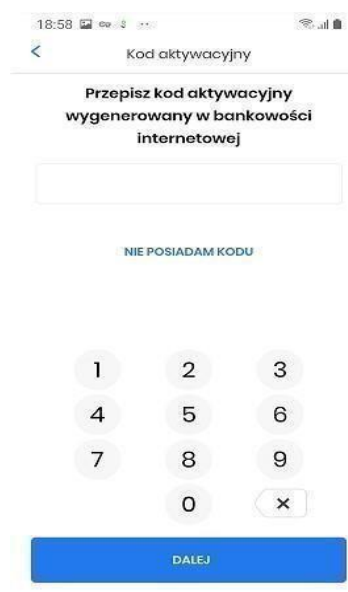 18:58
Kod aktywacyjny
Przepisz kod aktywacyjny
wygenerowany w bankowości
internetowej
NIE POSIADAM KODU
1 2 3
4 5 6
7 8 9
0
DALEJ